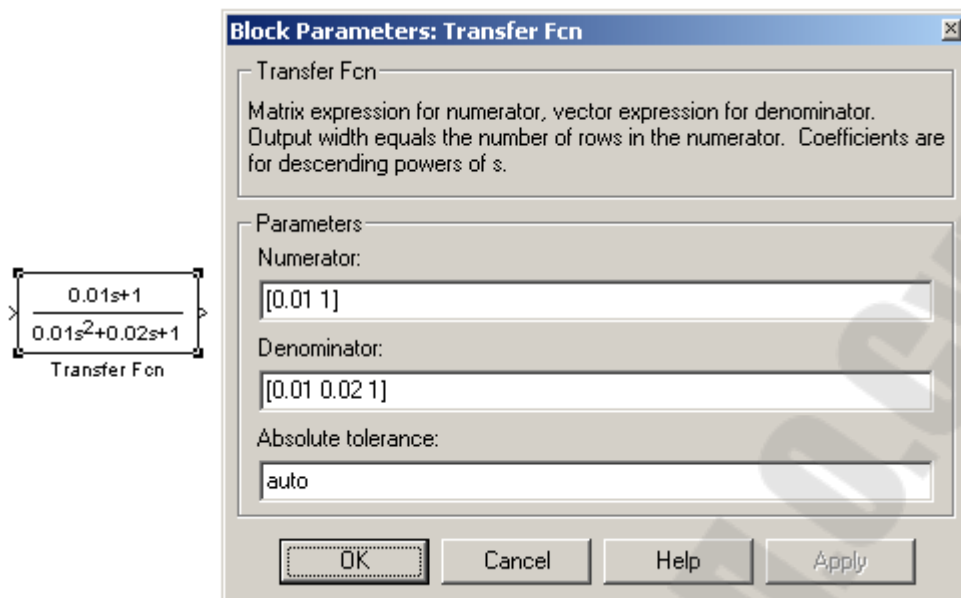 Block Parameters: Transfer Fcn
Transfer Fcn
Matrix expression for numerator, vector expression for denominator.
Output width equals the number of rows in the numerator. Coefficients are
for descending powers of s.
Parameters
Numerator:
[0.01 1]
Denominator:
[0.01 0.02 1]
Absolute tolerance:
auto
OK Cancel Help Apply
0.01s+1
0.01s²+0.02s+1
Transfer Fcn